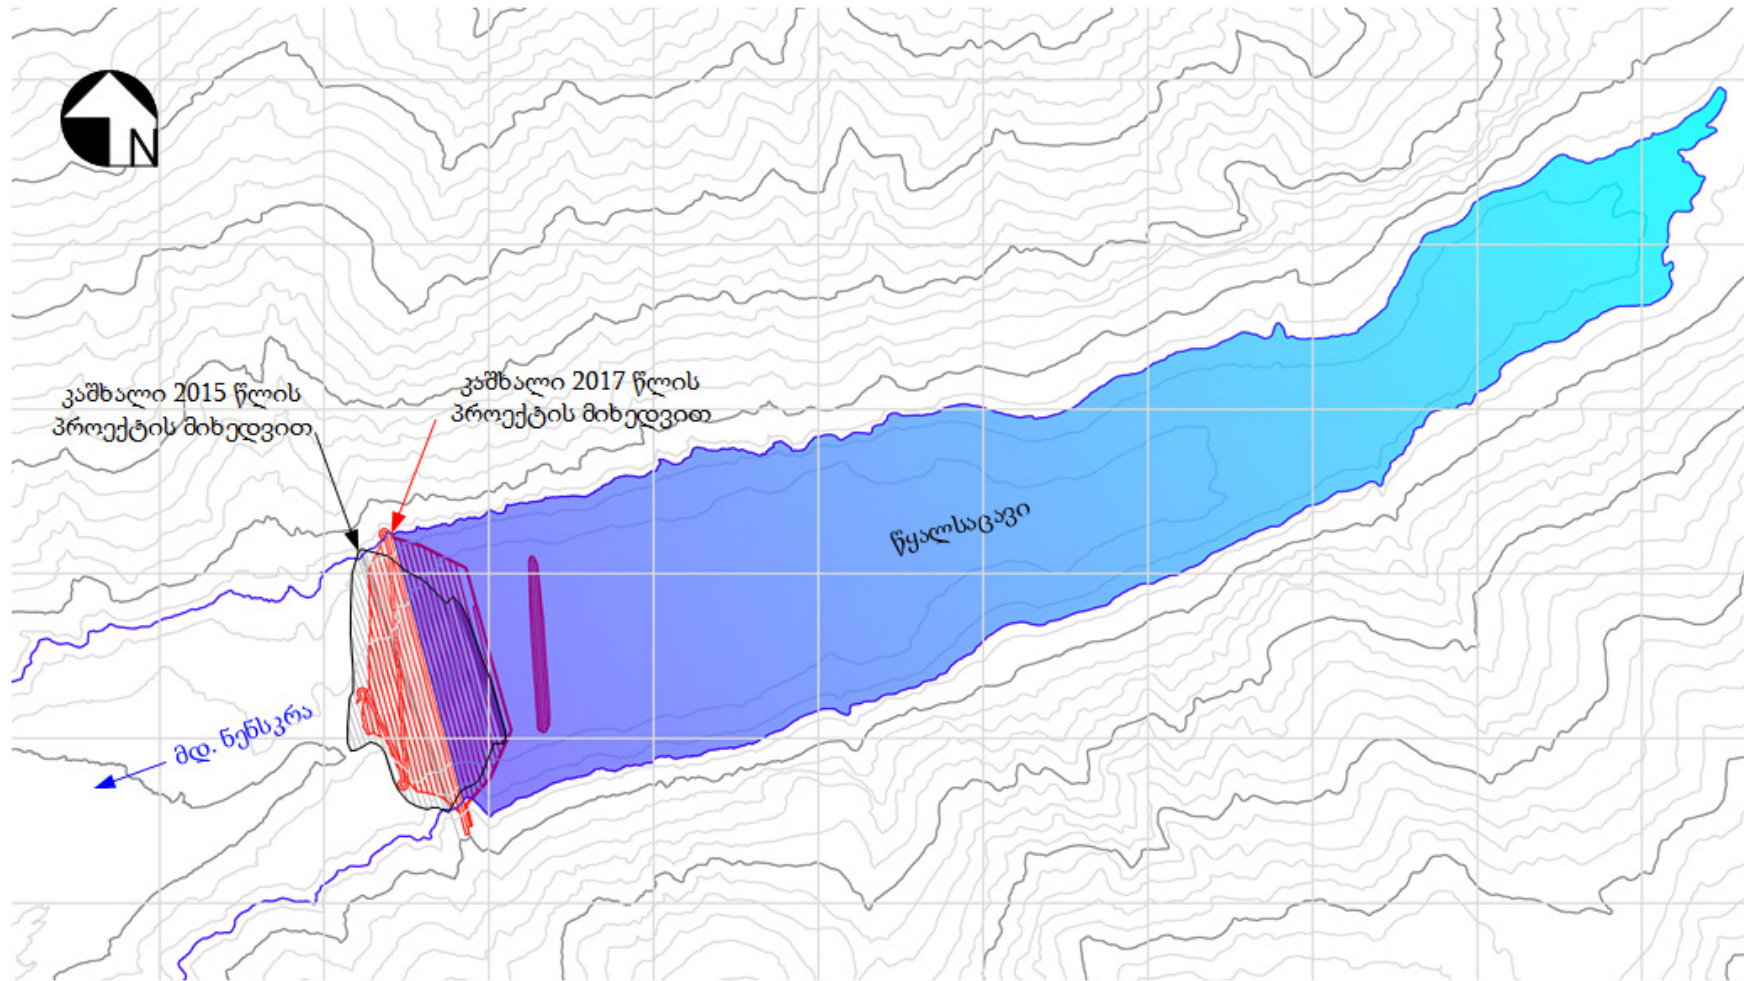 N
კაშხალი 2015 წლის
პროექტის მიხედვით
კაშხალი 2017 წლის
პროექტის მიხედვით
წყალსაცავი
მდ. ნენსკრა